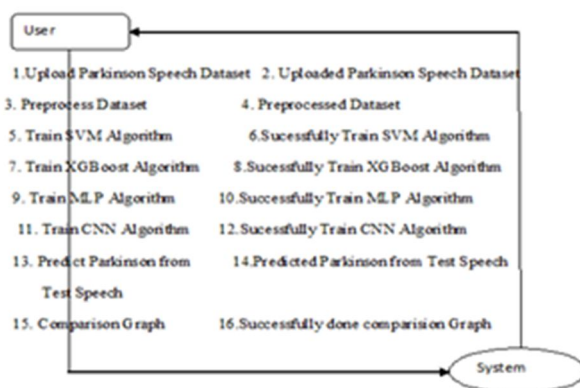 User
1.Upload Parkinson Speech Dataset 2. Uploaded Parkinson Speech Dataset
3. Preprocess Dataset 4. Preprocessed Dataset
5. Train SVM Algorithm 6.Sucessfully Train SVM Algorithm
7. Train XGBoost Algorithm 8.Sucessfully Train XGBoost Algorithm
9. Train MLP Algorithm 10.Successfully Train MLP Algorithm
11. Train CNN Algorithm 12.Sucessfully Train CNN Algorithm
13. Predict Parkinson from 14.Predicted Parkinson from Test Speech
Test Speech
15. Comparison Graph 16.Successfully done comparision Graph
System